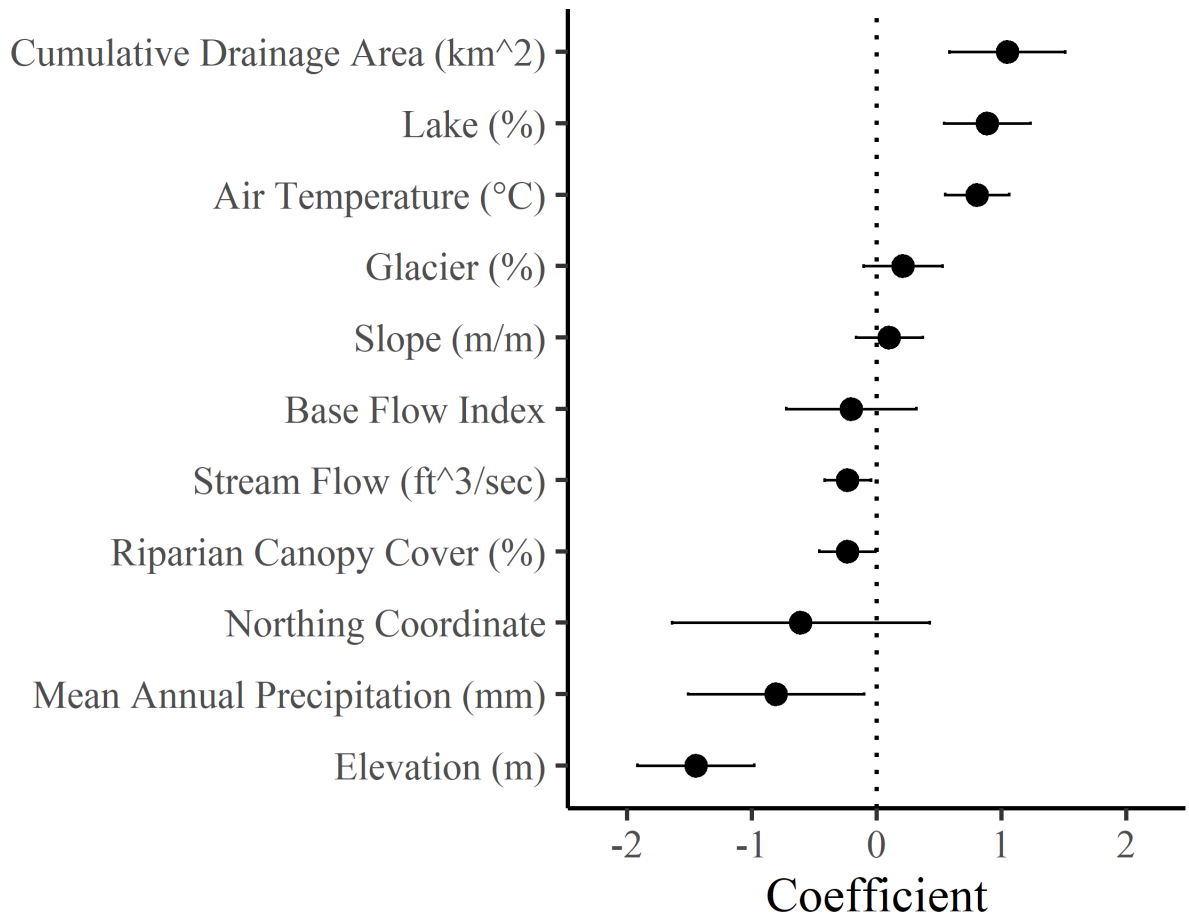 Cumulative Drainage Area (km^2)
Lake (%)
Air Temperature (°C)
Glacier (%)
Slope (m/m)
Base Flow Index
Stream Flow (ft^3/sec)
Riparian Canopy Cover (%)
Northing Coordinate
Mean Annual Precipitation (mm)
Elevation (m)
-2 -1 0 1 2
Coefficient